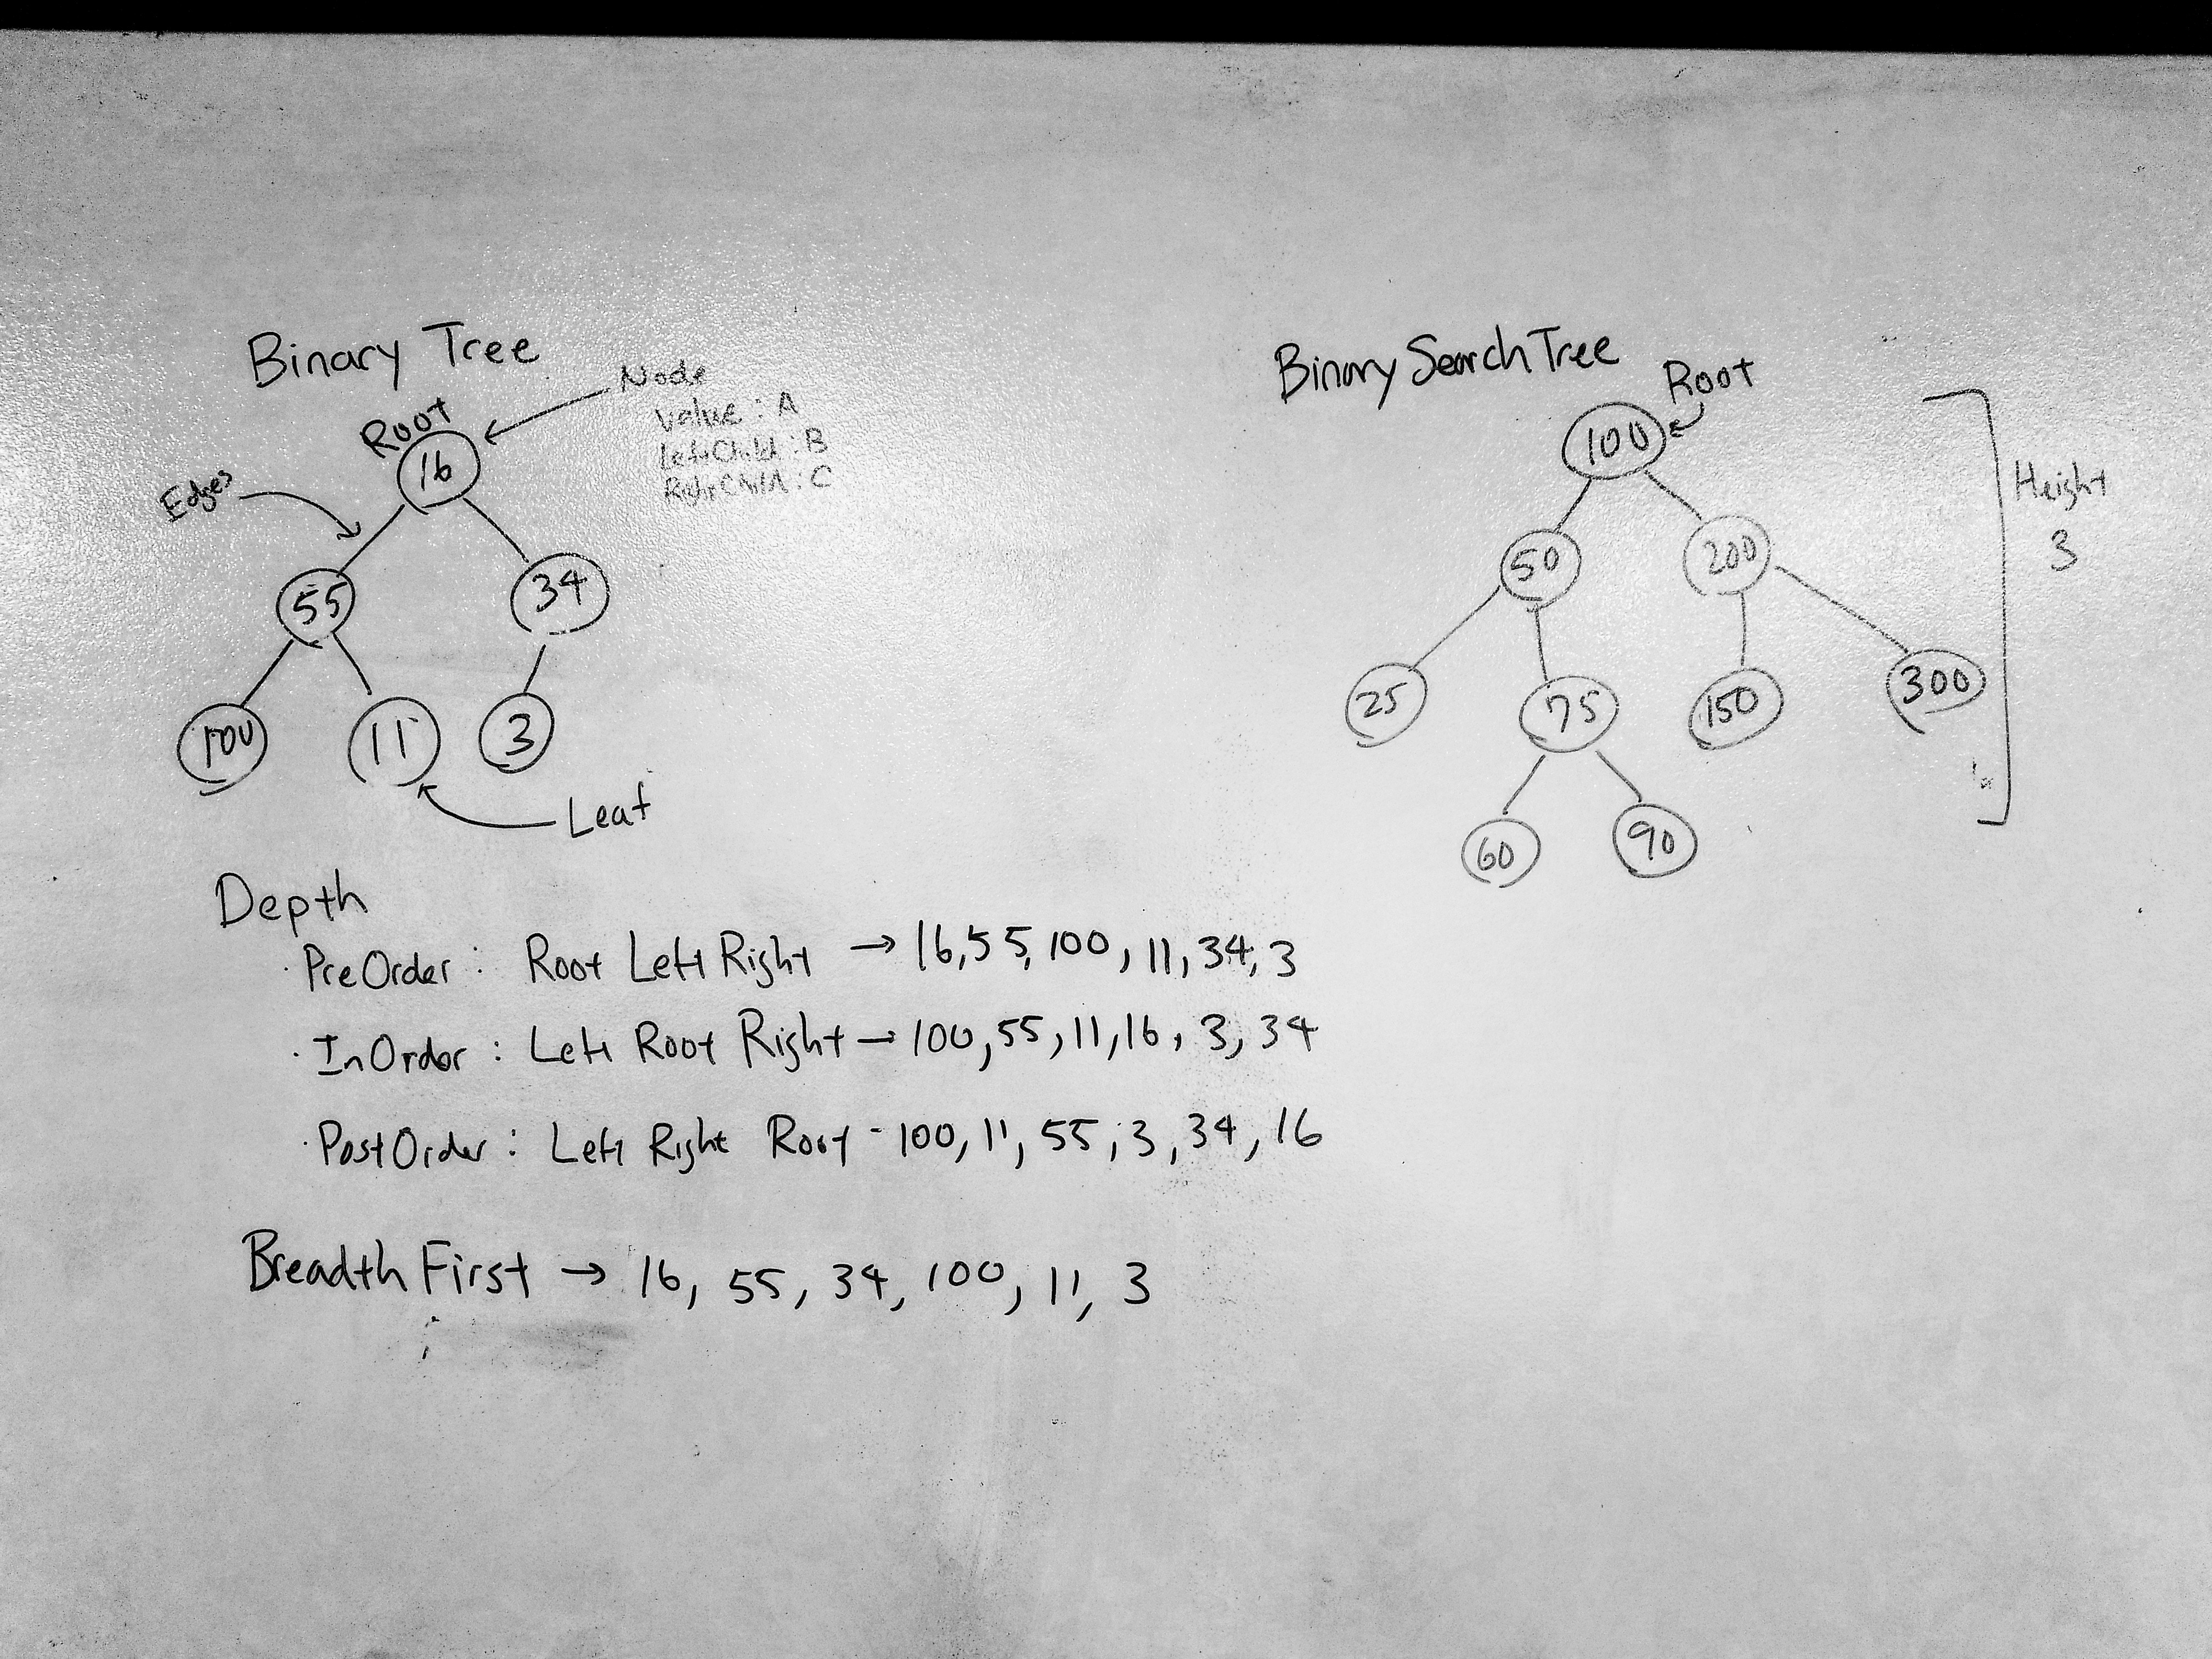 Binary Tree
Root
Node
Value : A
LeftChild : B
RightChild : C
16
Edges
55
34
100
11
3
Leaf
Binary Search Tree
Root
100
50
200
25
75
150
300
60
90
Height
3
Depth
· PreOrder : Root Left Right → 16, 55, 100, 11, 34, 3
· InOrder : Left Root Right → 100, 55, 11, 16, 3, 34
· PostOrder : Left Right Root - 100, 11, 55, 3, 34, 16
Breadth First → 16, 55, 34, 100, 11, 3